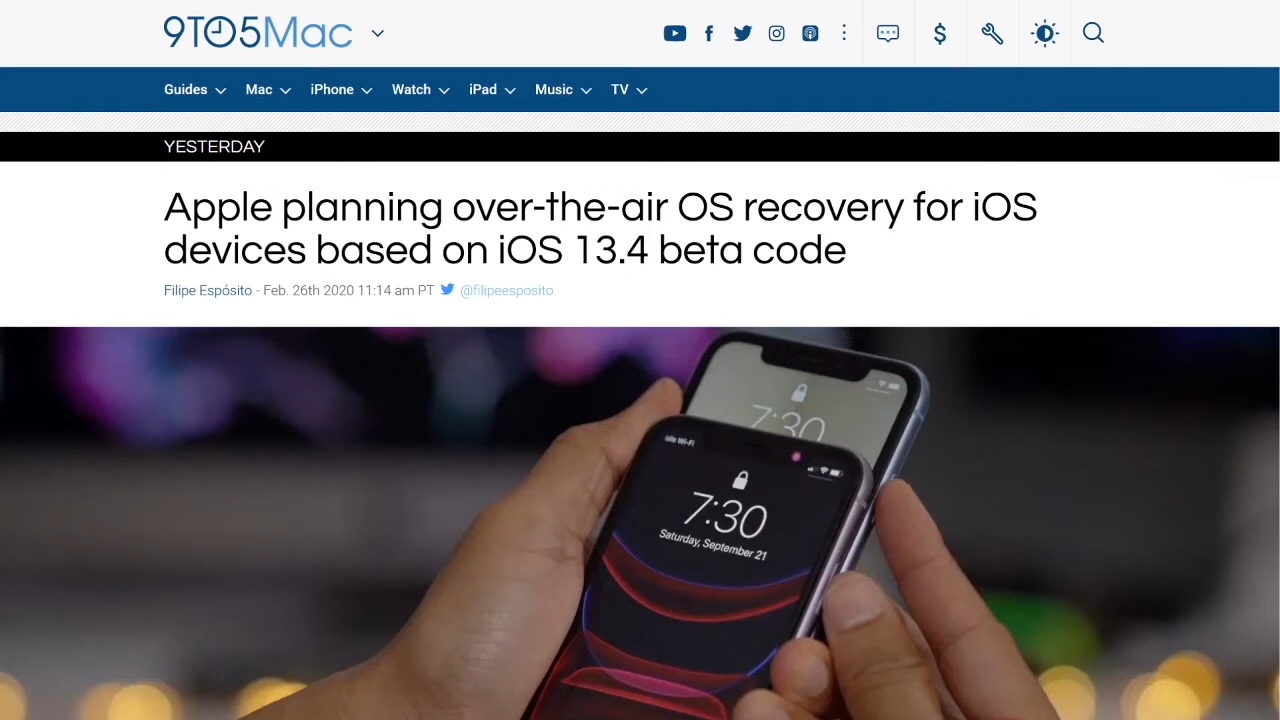 9TO5Mac
Guides Mac iPhone Watch iPad Music TV
YESTERDAY
Apple planning over-the-air OS recovery for iOS
devices based on iOS 13.4 beta code
Filipe Espósito - Feb. 26th 2020 11:14 am PT @filipeesposito
7:30
Wi-Fi
7:30
Saturday, September 21